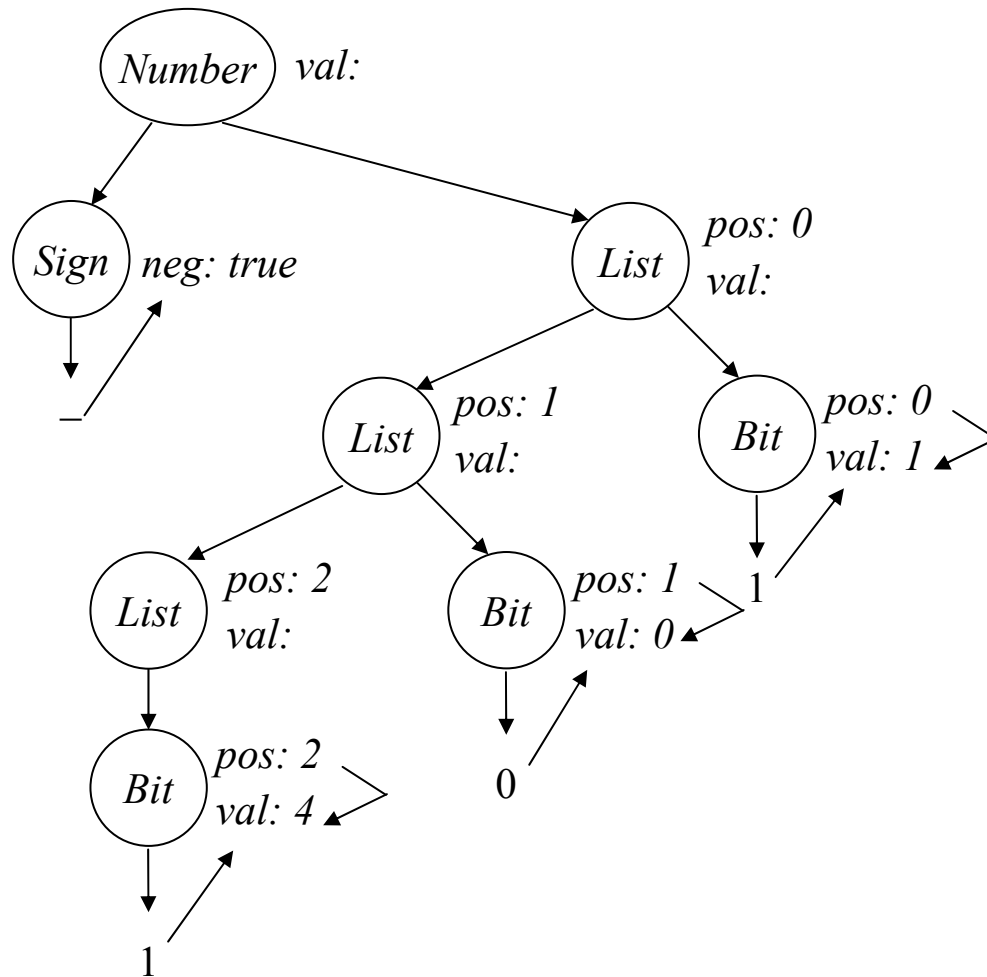 Number val:
Sign neg: true
List pos: 0
val:
–
List pos: 1
val:
Bit pos: 0
val: 1
List pos: 2
val:
Bit pos: 1
val: 0
1
Bit pos: 2
val: 4
0
1